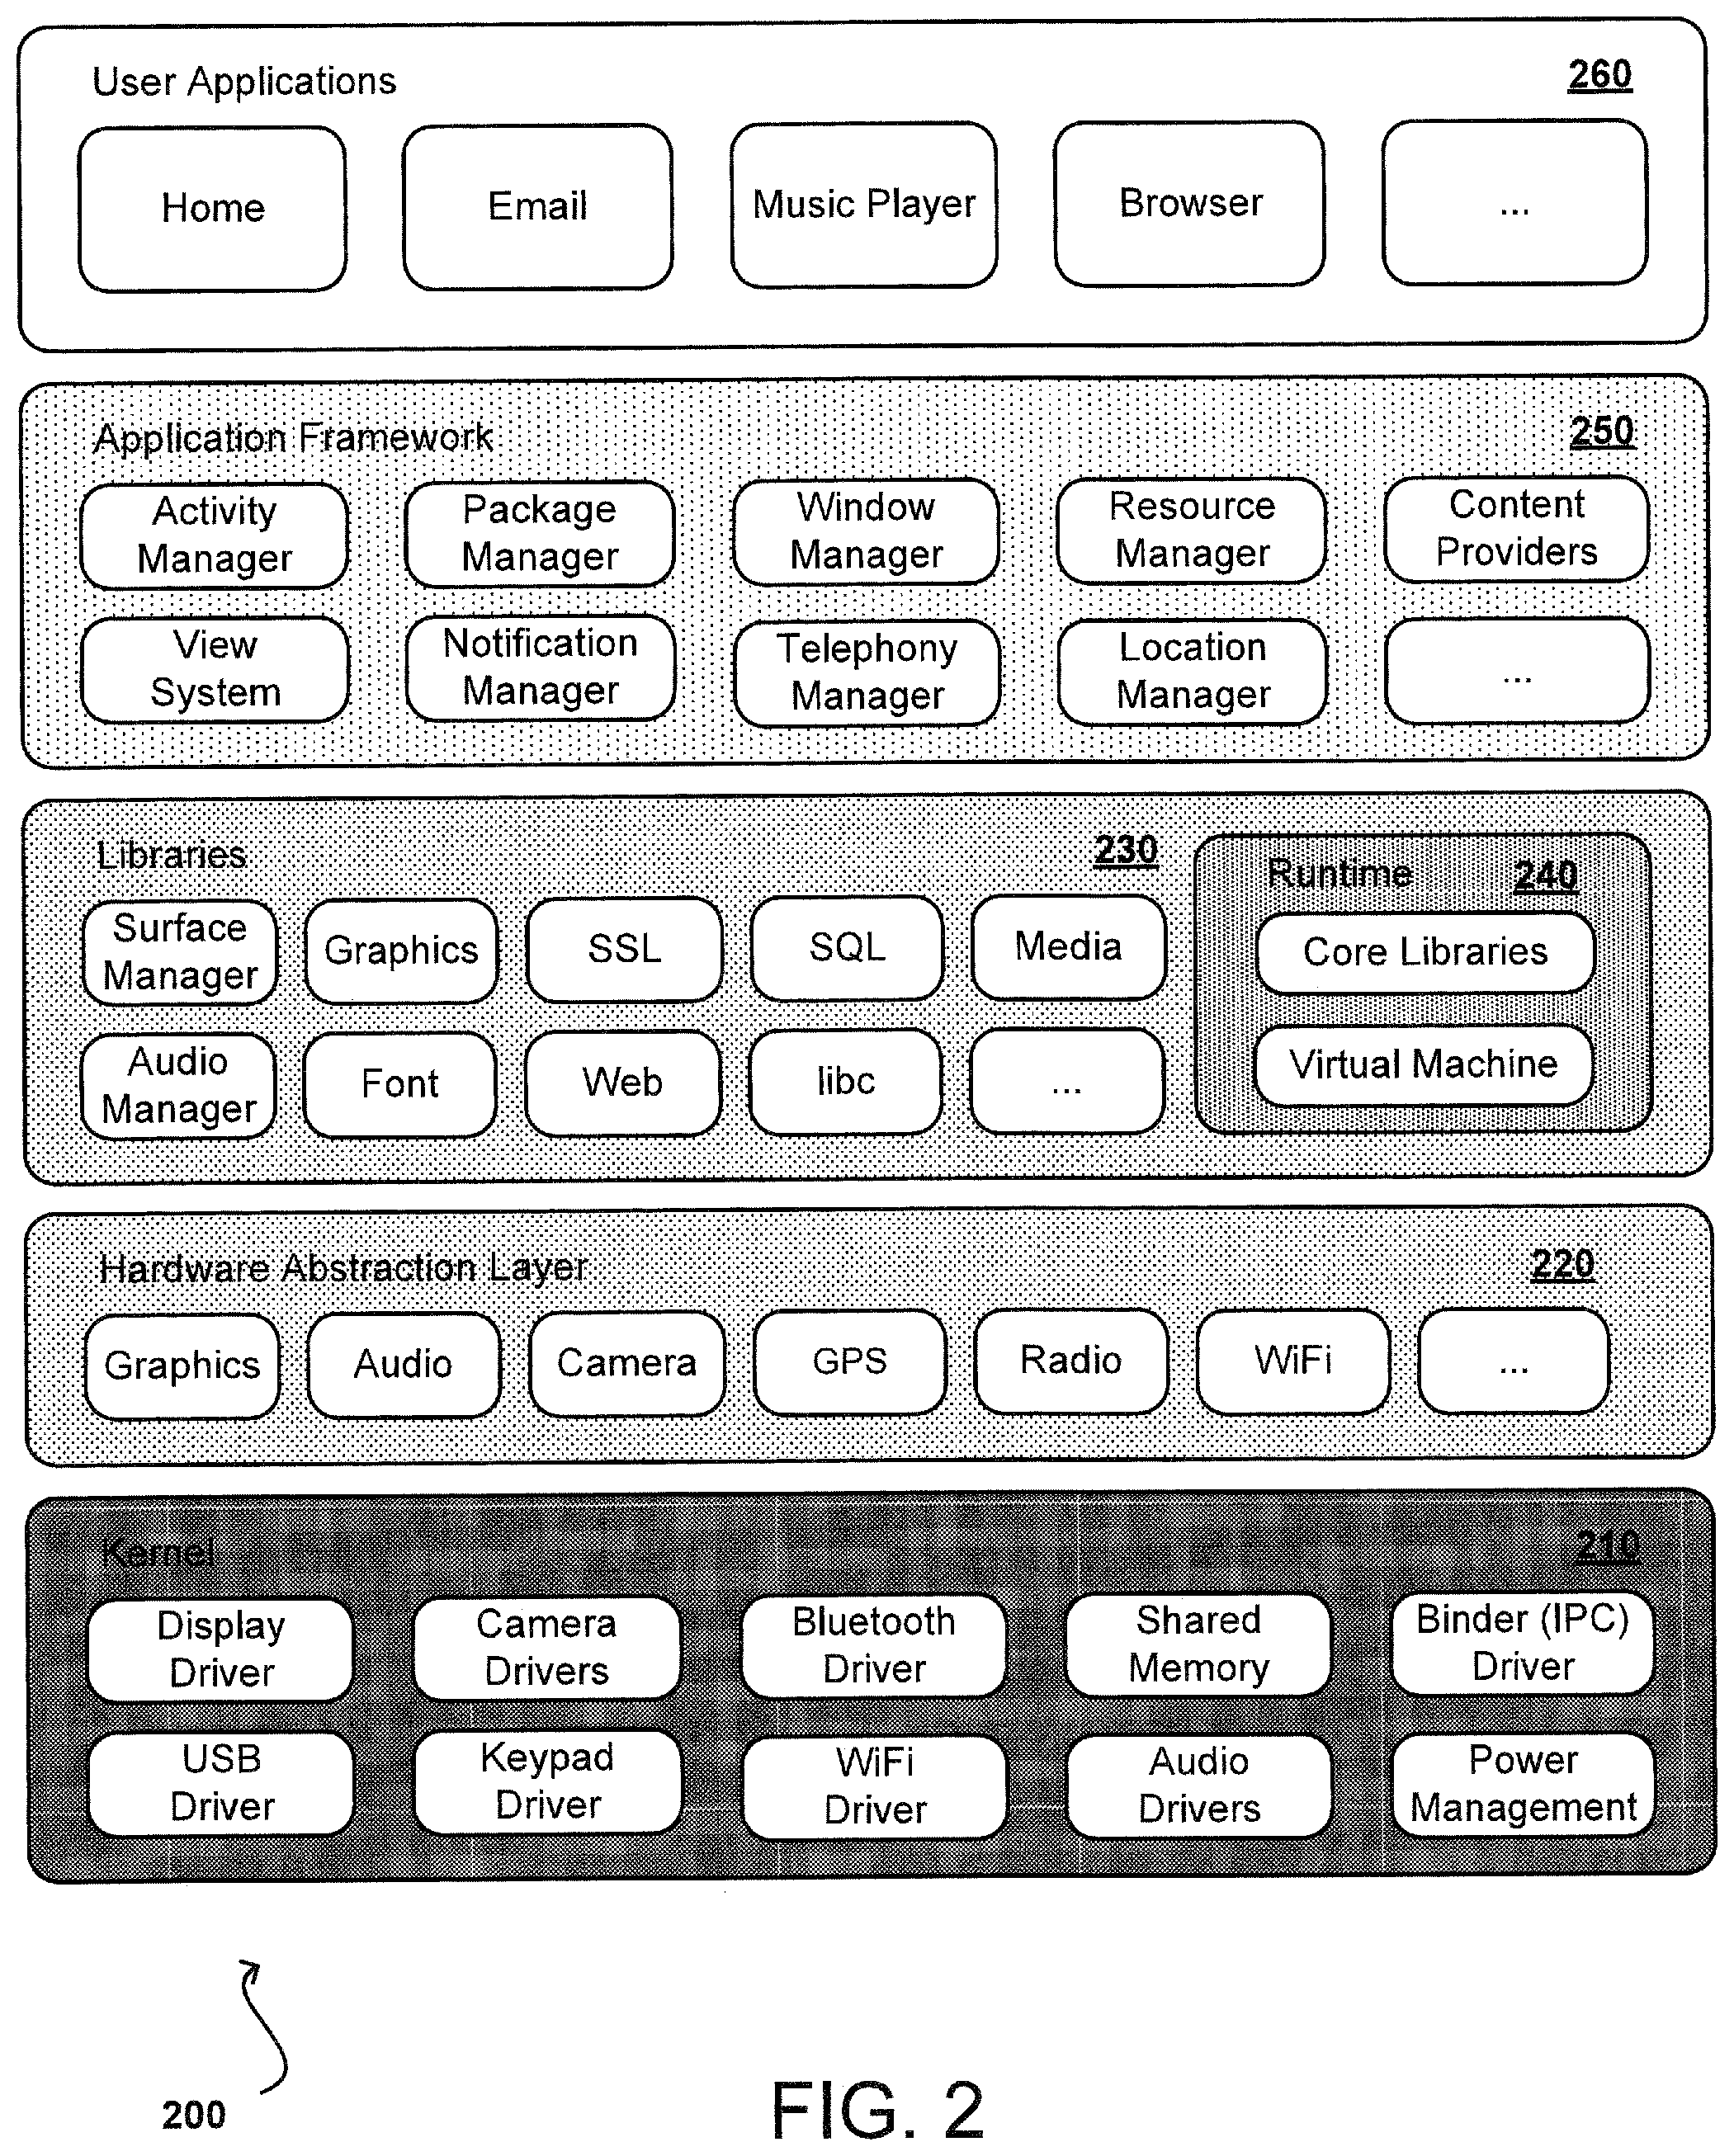 User Applications 260
Home Email Music Player Browser ...
Application Framework 250
Activity Manager
Package Manager
Window Manager
Resource Manager
Content Providers
View System
Notification Manager
Telephony Manager
Location Manager
...
Libraries 230
Runtime 240
Surface Manager
Graphics
SSL
SQL
Media
Core Libraries
Audio Manager
Font
Web
libc
...
Virtual Machine
Hardware Abstraction Layer 220
Graphics Audio Camera GPS Radio WiFi ...
Kernel 210
Display Driver
Camera Drivers
Bluetooth Driver
Shared Memory
Binder (IPC) Driver
USB Driver
Keypad Driver
WiFi Driver
Audio Drivers
Power Management
200
FIG. 2